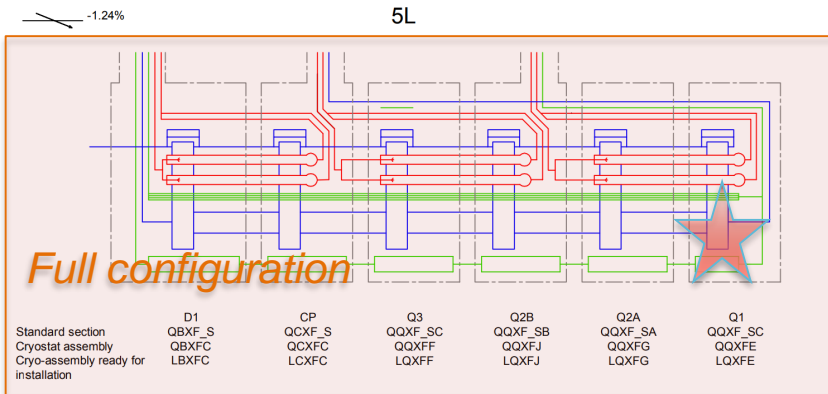 -1.24%
5L
Full configuration
D1 CP Q3 Q2B Q2A Q1
Standard section QBXF_S QCXF_S QQXF_SC QQXF_SB QQXF_SA QQXF_SC
Cryostat assembly QBXFC QCXFC QQXFF QQXFJ QQXFG QQXFE
Cryo-assembly ready for LBXFC LCXFC LQXFF LQXFJ LQXFG LQXFE
installation